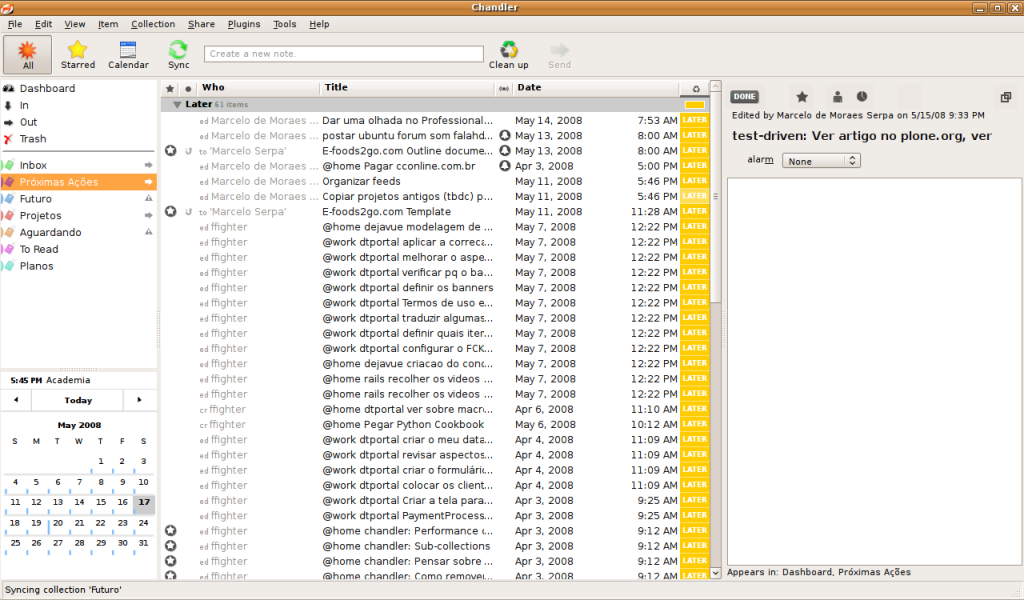 Chandler
File Edit View Item Collection Share Plugins Tools Help
All Starred Calendar Sync Create a new note. Clean up Send
Dashboard
In
Out
Trash
Inbox
Próximas Ações
Futuro
Projetos
Aguardando
To Read
Planos
5:45 PM Academia
Today
May 2008
S M T W T F S
1 2 3
4 5 6 7 8 9 10
11 12 13 14 15 16 17
18 19 20 21 22 23 24
25 26 27 28 29 30 31
Who Title Date
Later 61 items
ed Marcelo de Moraes ... Dar uma olhada no Professional... May 14, 2008 7:53 AM LATER
ed Marcelo de Moraes ... postar ubuntu forum som falahd... May 13, 2008 8:00 AM LATER
to 'Marcelo Serpa' E-foods2go.com Outline docume... May 13, 2008 8:00 AM LATER
ed Marcelo de Moraes ... @home Pagar cconline.com.br Apr 3, 2008 5:00 PM LATER
ed Marcelo de Moraes ... Organizar feeds May 11, 2008 5:46 PM LATER
ed Marcelo de Moraes ... Copiar projetos antigos (tbdc) p... May 11, 2008 5:46 PM LATER
to 'Marcelo Serpa' E-foods2go.com Template May 11, 2008 11:28 AM LATER
ed ffighter @home dejavue modelagem de ... May 7, 2008 12:22 PM LATER
ed ffighter @work dtportal aplicar a correca... May 7, 2008 12:22 PM LATER
ed ffighter @work dtportal melhorar o aspe... May 7, 2008 12:22 PM LATER
ed ffighter @work dtportal verificar pq o ba... May 7, 2008 12:22 PM LATER
ed ffighter @work dtportal definir os banners May 7, 2008 12:22 PM LATER
ed ffighter @work dtportal Termos de uso e... May 7, 2008 12:22 PM LATER
ed ffighter @work dtportal traduzir algumas... May 7, 2008 12:22 PM LATER
ed ffighter @work dtportal definir quais iter... May 7, 2008 12:22 PM LATER
ed ffighter @work dtportal configurar o FCK... May 7, 2008 12:22 PM LATER
ed ffighter @home dejavue criacao do conc... May 7, 2008 12:22 PM LATER
ed ffighter @home rails recolher os videos ... May 7, 2008 12:22 PM LATER
ed ffighter @home rails recolher os videos ... May 7, 2008 12:22 PM LATER
cr ffighter @home dtportal ver sobre macr... Apr 6, 2008 11:10 AM LATER
cr ffighter @home Pegar Python Cookbook May 6, 2008 10:12 AM LATER
ed ffighter @work dtportal criar o meu data... Apr 4, 2008 11:09 AM LATER
ed ffighter @work dtportal revisar aspectos... Apr 4, 2008 11:09 AM LATER
ed ffighter @work dtportal criar o formulári... Apr 4, 2008 11:09 AM LATER
ed ffighter @work dtportal colocar os client... Apr 4, 2008 11:09 AM LATER
ed ffighter @work dtportal Criar a tela para... Apr 3, 2008 9:25 AM LATER
ed ffighter @work dtportal PaymentProcess... Apr 3, 2008 9:25 AM LATER
ed ffighter @home chandler: Performance ... Apr 3, 2008 9:12 AM LATER
ed ffighter @home chandler: Sub-collections Apr 3, 2008 9:12 AM LATER
ed ffighter @home chandler: Pensar sobre ... Apr 3, 2008 9:12 AM LATER
ed ffighter @home chandler: Como remover... Apr 3, 2008 9:12 AM LATER
DONE
Edited by Marcelo de Moraes Serpa on 5/15/08 9:33 PM
test-driven: Ver artigo no plone.org, ver
alarm None
Appears in: Dashboard, Próximas Ações
Syncing collection 'Futuro'